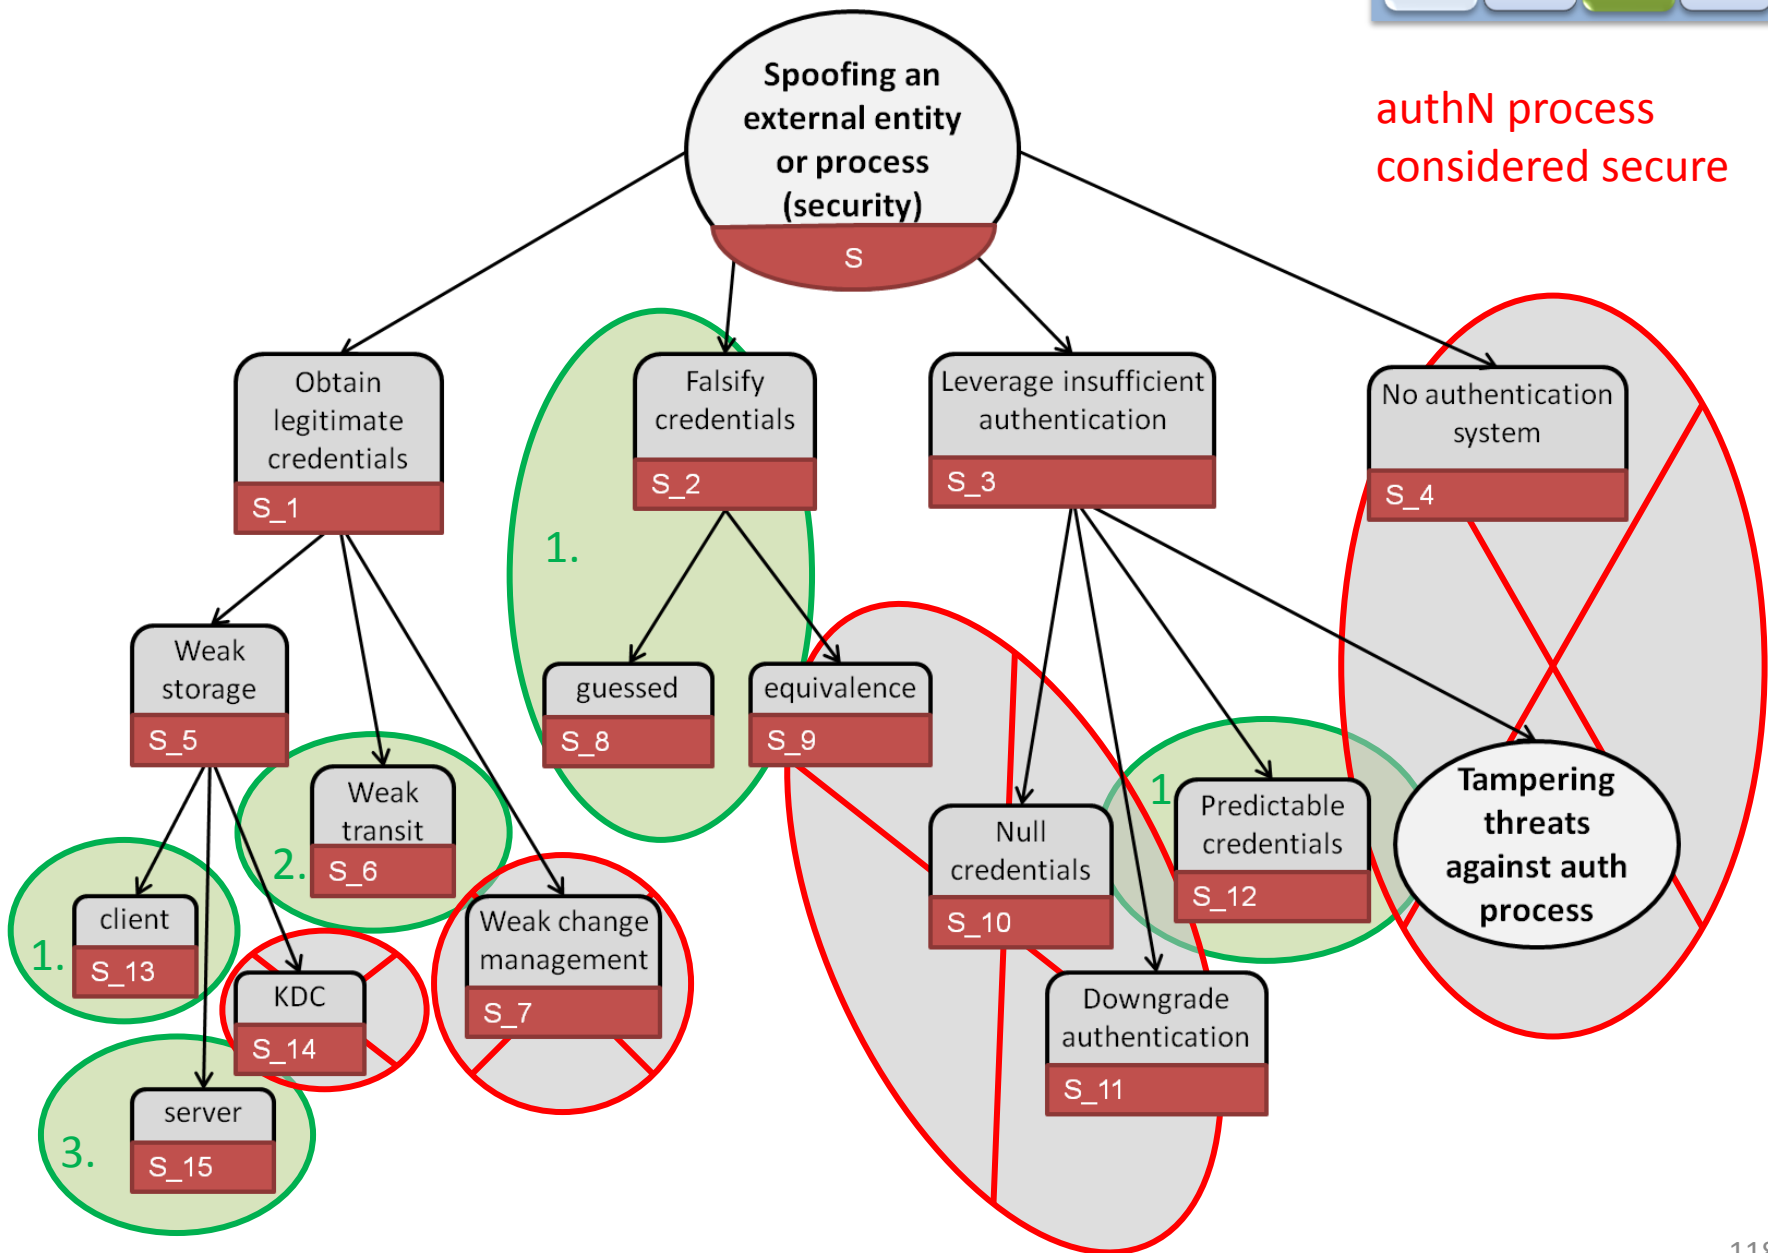 Spoofing an
external entity
or process
(security)
S
authN process
considered secure
Obtain
legitimate
credentials
S_1
Falsify
credentials
S_2
Leverage insufficient
authentication
S_3
No authentication
system
S_4
1.
Weak
storage
S_5
guessed
S_8
equivalence
S_9
Weak
transit
S_6
2.
1
Predictable
credentials
S_12
Null
credentials
S_10
Tampering
threats
against auth
process
client
S_13
1.
Weak change
management
S_7
KDC
S_14
Downgrade
authentication
S_11
server
S_15
3.